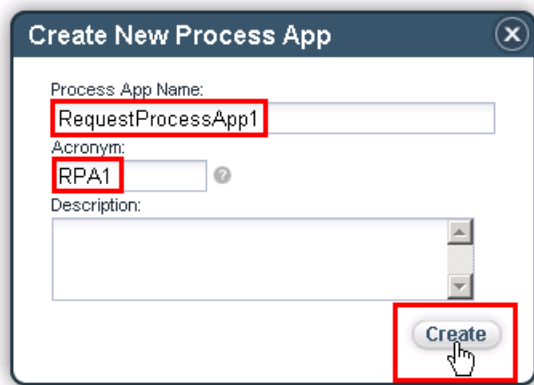 Create New Process App
Process App Name:
RequestProcessApp1
Acronym:
RPA1
Description:
Create